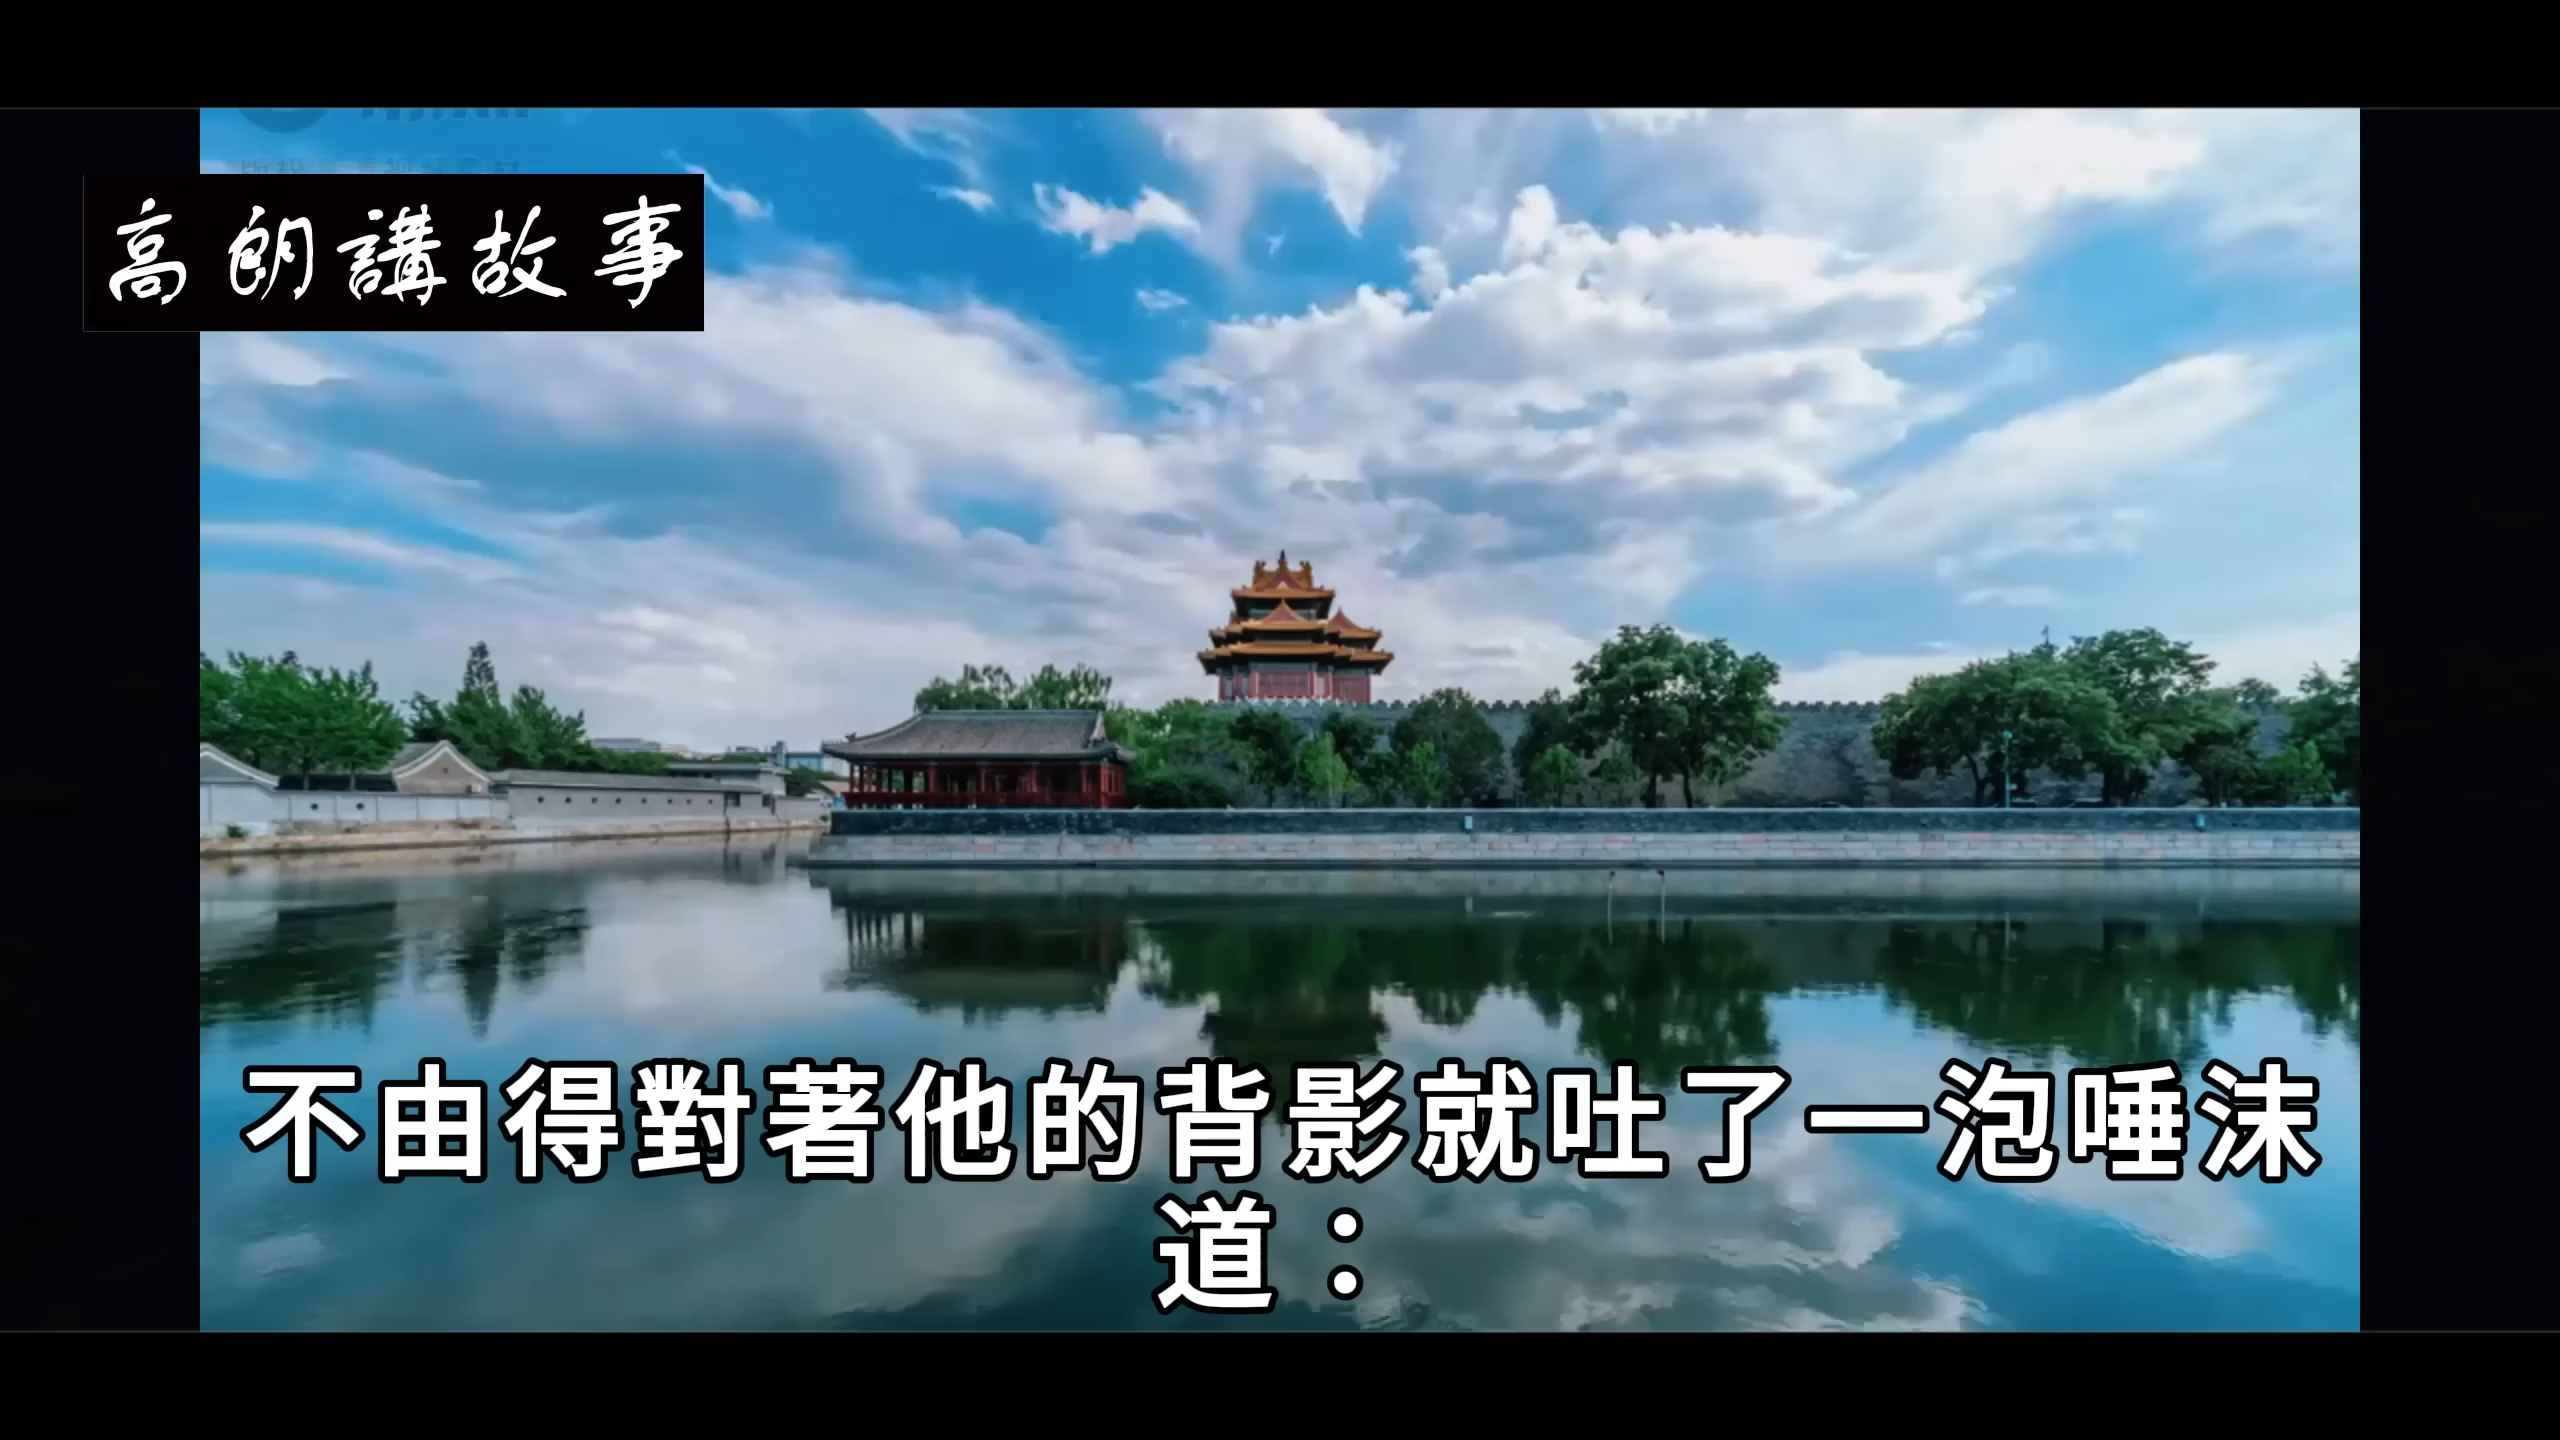 高朗講故事
不由得對著他的背影就吐了一泡唾沫
道：